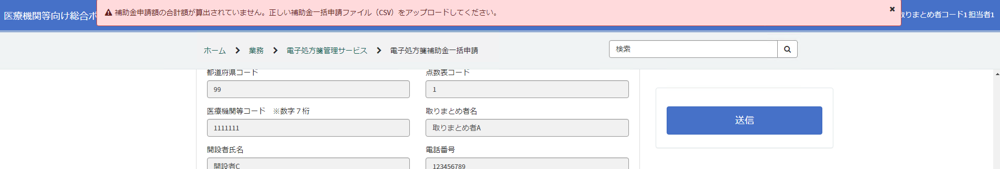 補助金申請額の合計額が算出されていません。正しい補助金一括申請ファイル（CSV）をアップロードしてください。
医療機関等向け総合ポ
取りまとめ者コード1 担当者1
ホーム
業務
電子処方箋管理サービス
電子処方箋補助金一括申請
検索
都道府県コード
点数表コード
99
1
医療機関等コード　※数字７桁
取りまとめ者名
1111111
取りまとめ者A
送信
開設者氏名
電話番号
開設者C
123456789